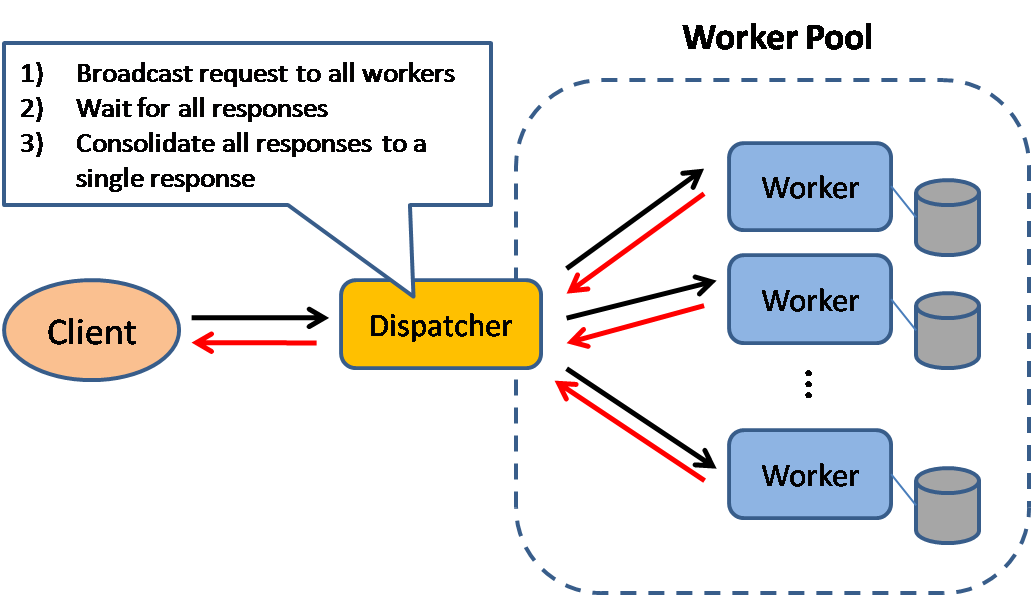 Worker Pool
1) Broadcast request to all workers
2) Wait for all responses
3) Consolidate all responses to a
single response
Worker
Worker
Client
Dispatcher
Worker